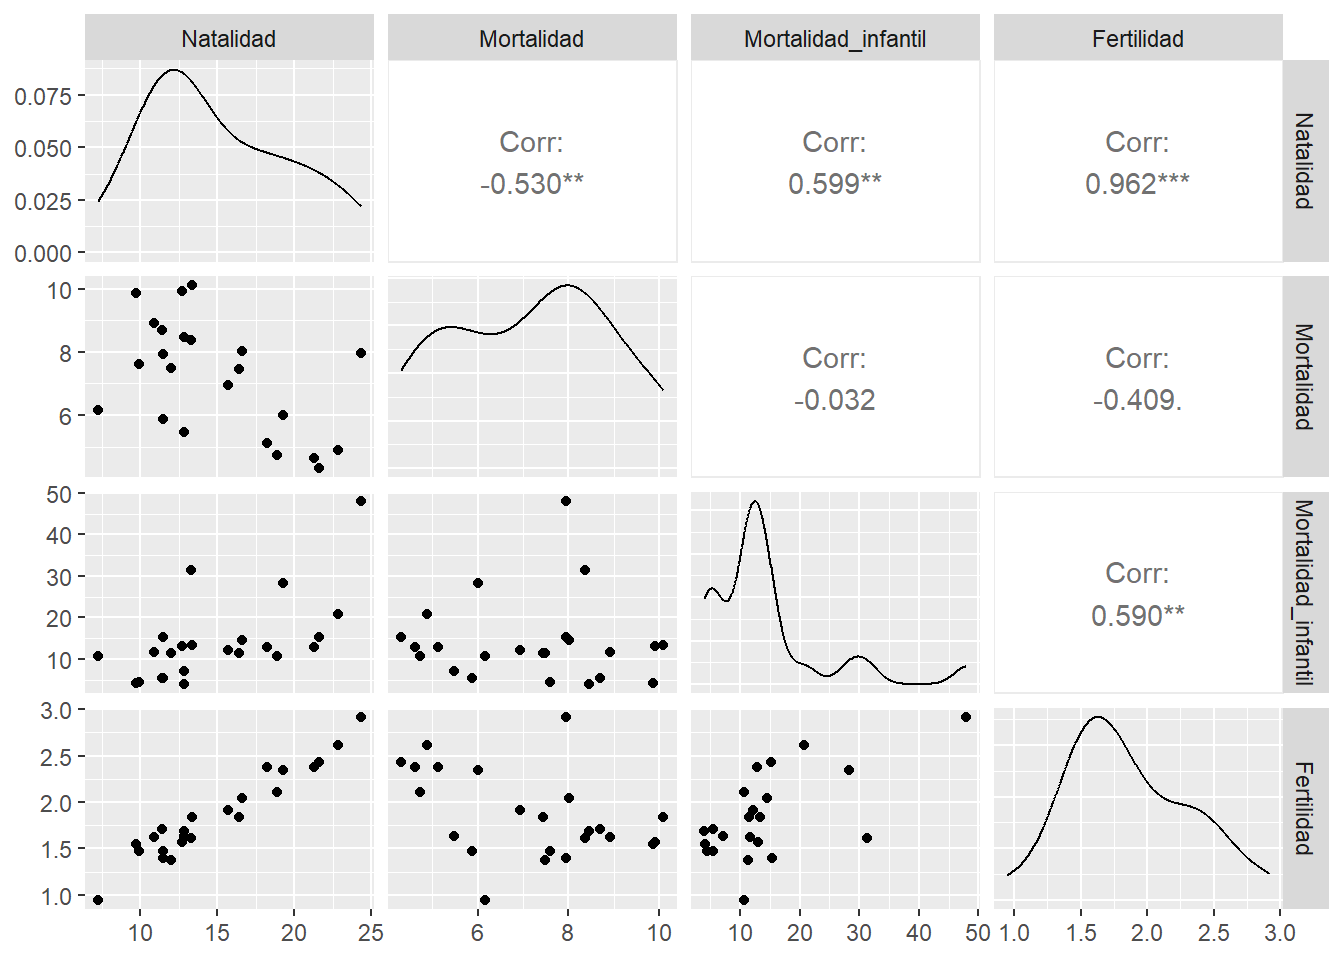 Natalidad
Mortalidad
Mortalidad_infantil
Fertilidad
0.075
0.050
0.025
0.000
Corr:
-0.530**
Corr:
0.599**
Corr:
0.962***
Natalidad
10
8
6
Corr:
-0.032
Corr:
-0.409.
Mortalidad
50
40
30
20
10
Corr:
0.590**
Mortalidad_infantil
3.0
2.5
2.0
1.5
1.0
Fertilidad
10 15 20 25
6 8 10
10 20 30 40 50
1.0 1.5 2.0 2.5 3.0